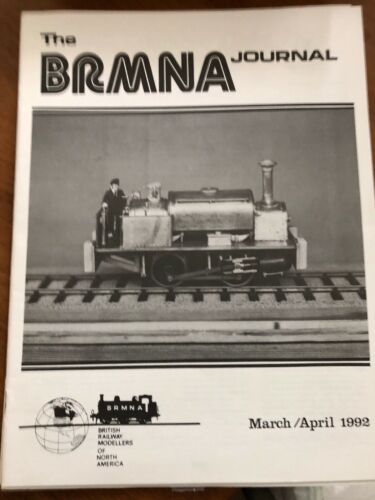 The
BRMNA JOURNAL
BRMNA
BRITISH
RAILWAY
MODELLERS
OF
NORTH
AMERICA
March/April 1992